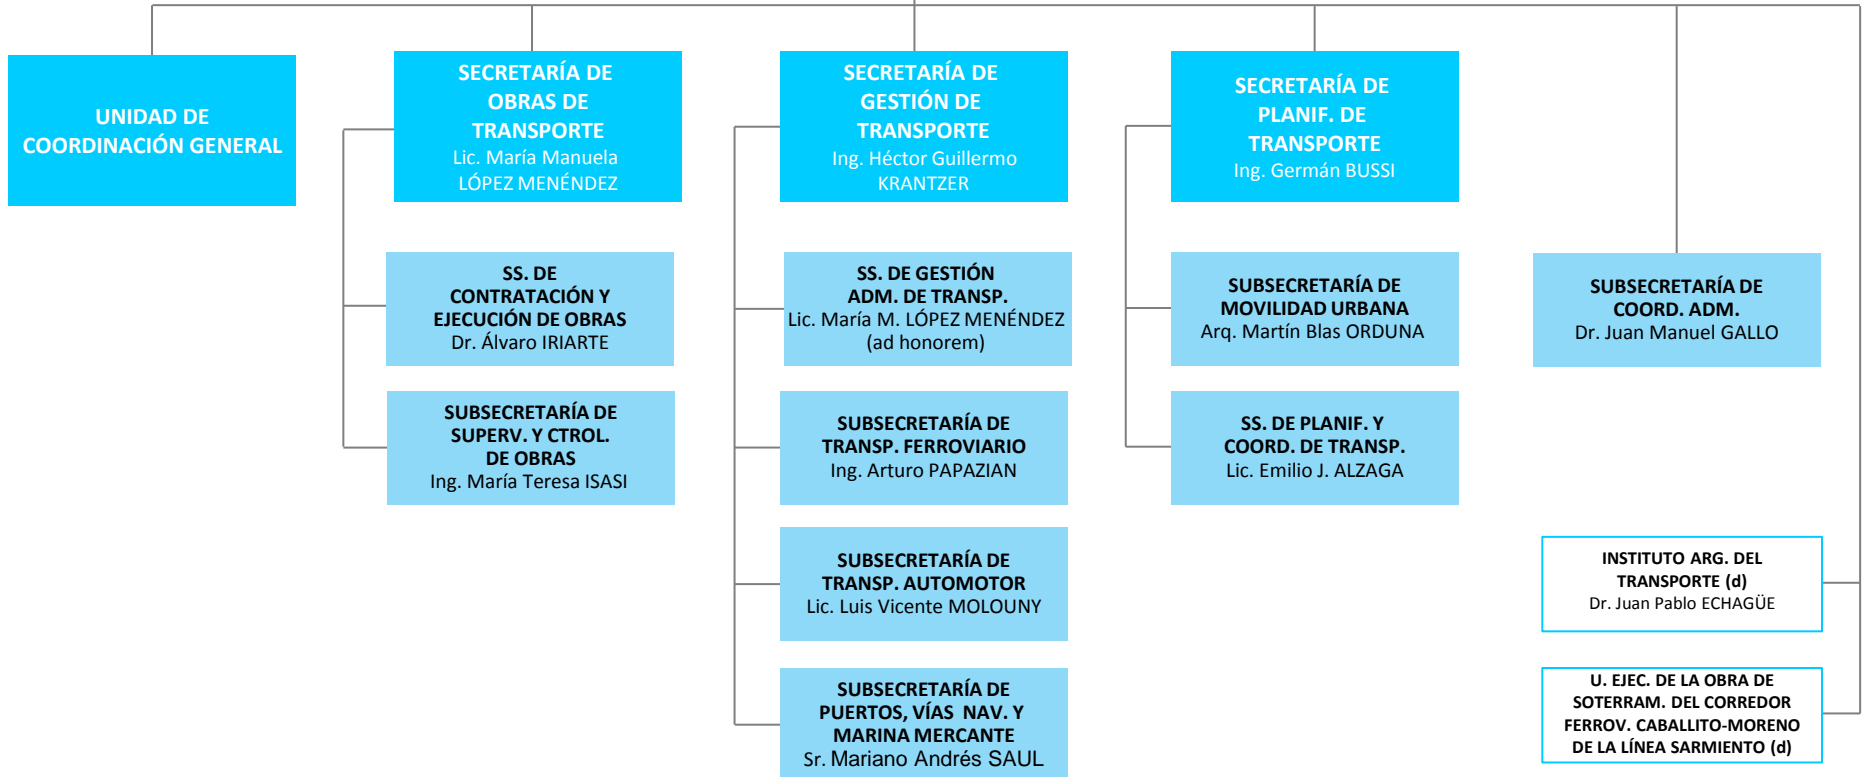 UNIDAD DE
COORDINACIÓN GENERAL
SECRETARÍA DE
OBRAS DE
TRANSPORTE
Lic. María Manuela
LÓPEZ MENÉNDEZ
SECRETARÍA DE
GESTIÓN DE
TRANSPORTE
Ing. Héctor Guillermo
KRANTZER
SECRETARÍA DE
PLANIF. DE
TRANSPORTE
Ing. Germán BUSSI
SS. DE
CONTRATACIÓN Y
EJECUCIÓN DE OBRAS
Dr. Álvaro IRIARTE
SS. DE GESTIÓN
ADM. DE TRANSP.
Lic. María M. LÓPEZ MENÉNDEZ
(ad honorem)
SUBSECRETARÍA DE
MOVILIDAD URBANA
Arq. Martín Blas ORDUNA
SUBSECRETARÍA DE
COORD. ADM.
Dr. Juan Manuel GALLO
SUBSECRETARÍA DE
SUPERV. Y CTROL.
DE OBRAS
Ing. María Teresa ISASI
SUBSECRETARÍA DE
TRANSP. FERROVIARIO
Ing. Arturo PAPAZIAN
SS. DE PLANIF. Y
COORD. DE TRANSP.
Lic. Emilio J. ALZAGA
SUBSECRETARÍA DE
TRANSP. AUTOMOTOR
Lic. Luis Vicente MOLOUNY
INSTITUTO ARG. DEL
TRANSPORTE (d)
Dr. Juan Pablo ECHAGÜE
SUBSECRETARÍA DE
PUERTOS, VÍAS NAV. Y
MARINA MERCANTE
Sr. Mariano Andrés SAUL
U. EJEC. DE LA OBRA DE
SOTERRAM. DEL CORREDOR
FERROV. CABALLITO-MORENO
DE LA LÍNEA SARMIENTO (d)